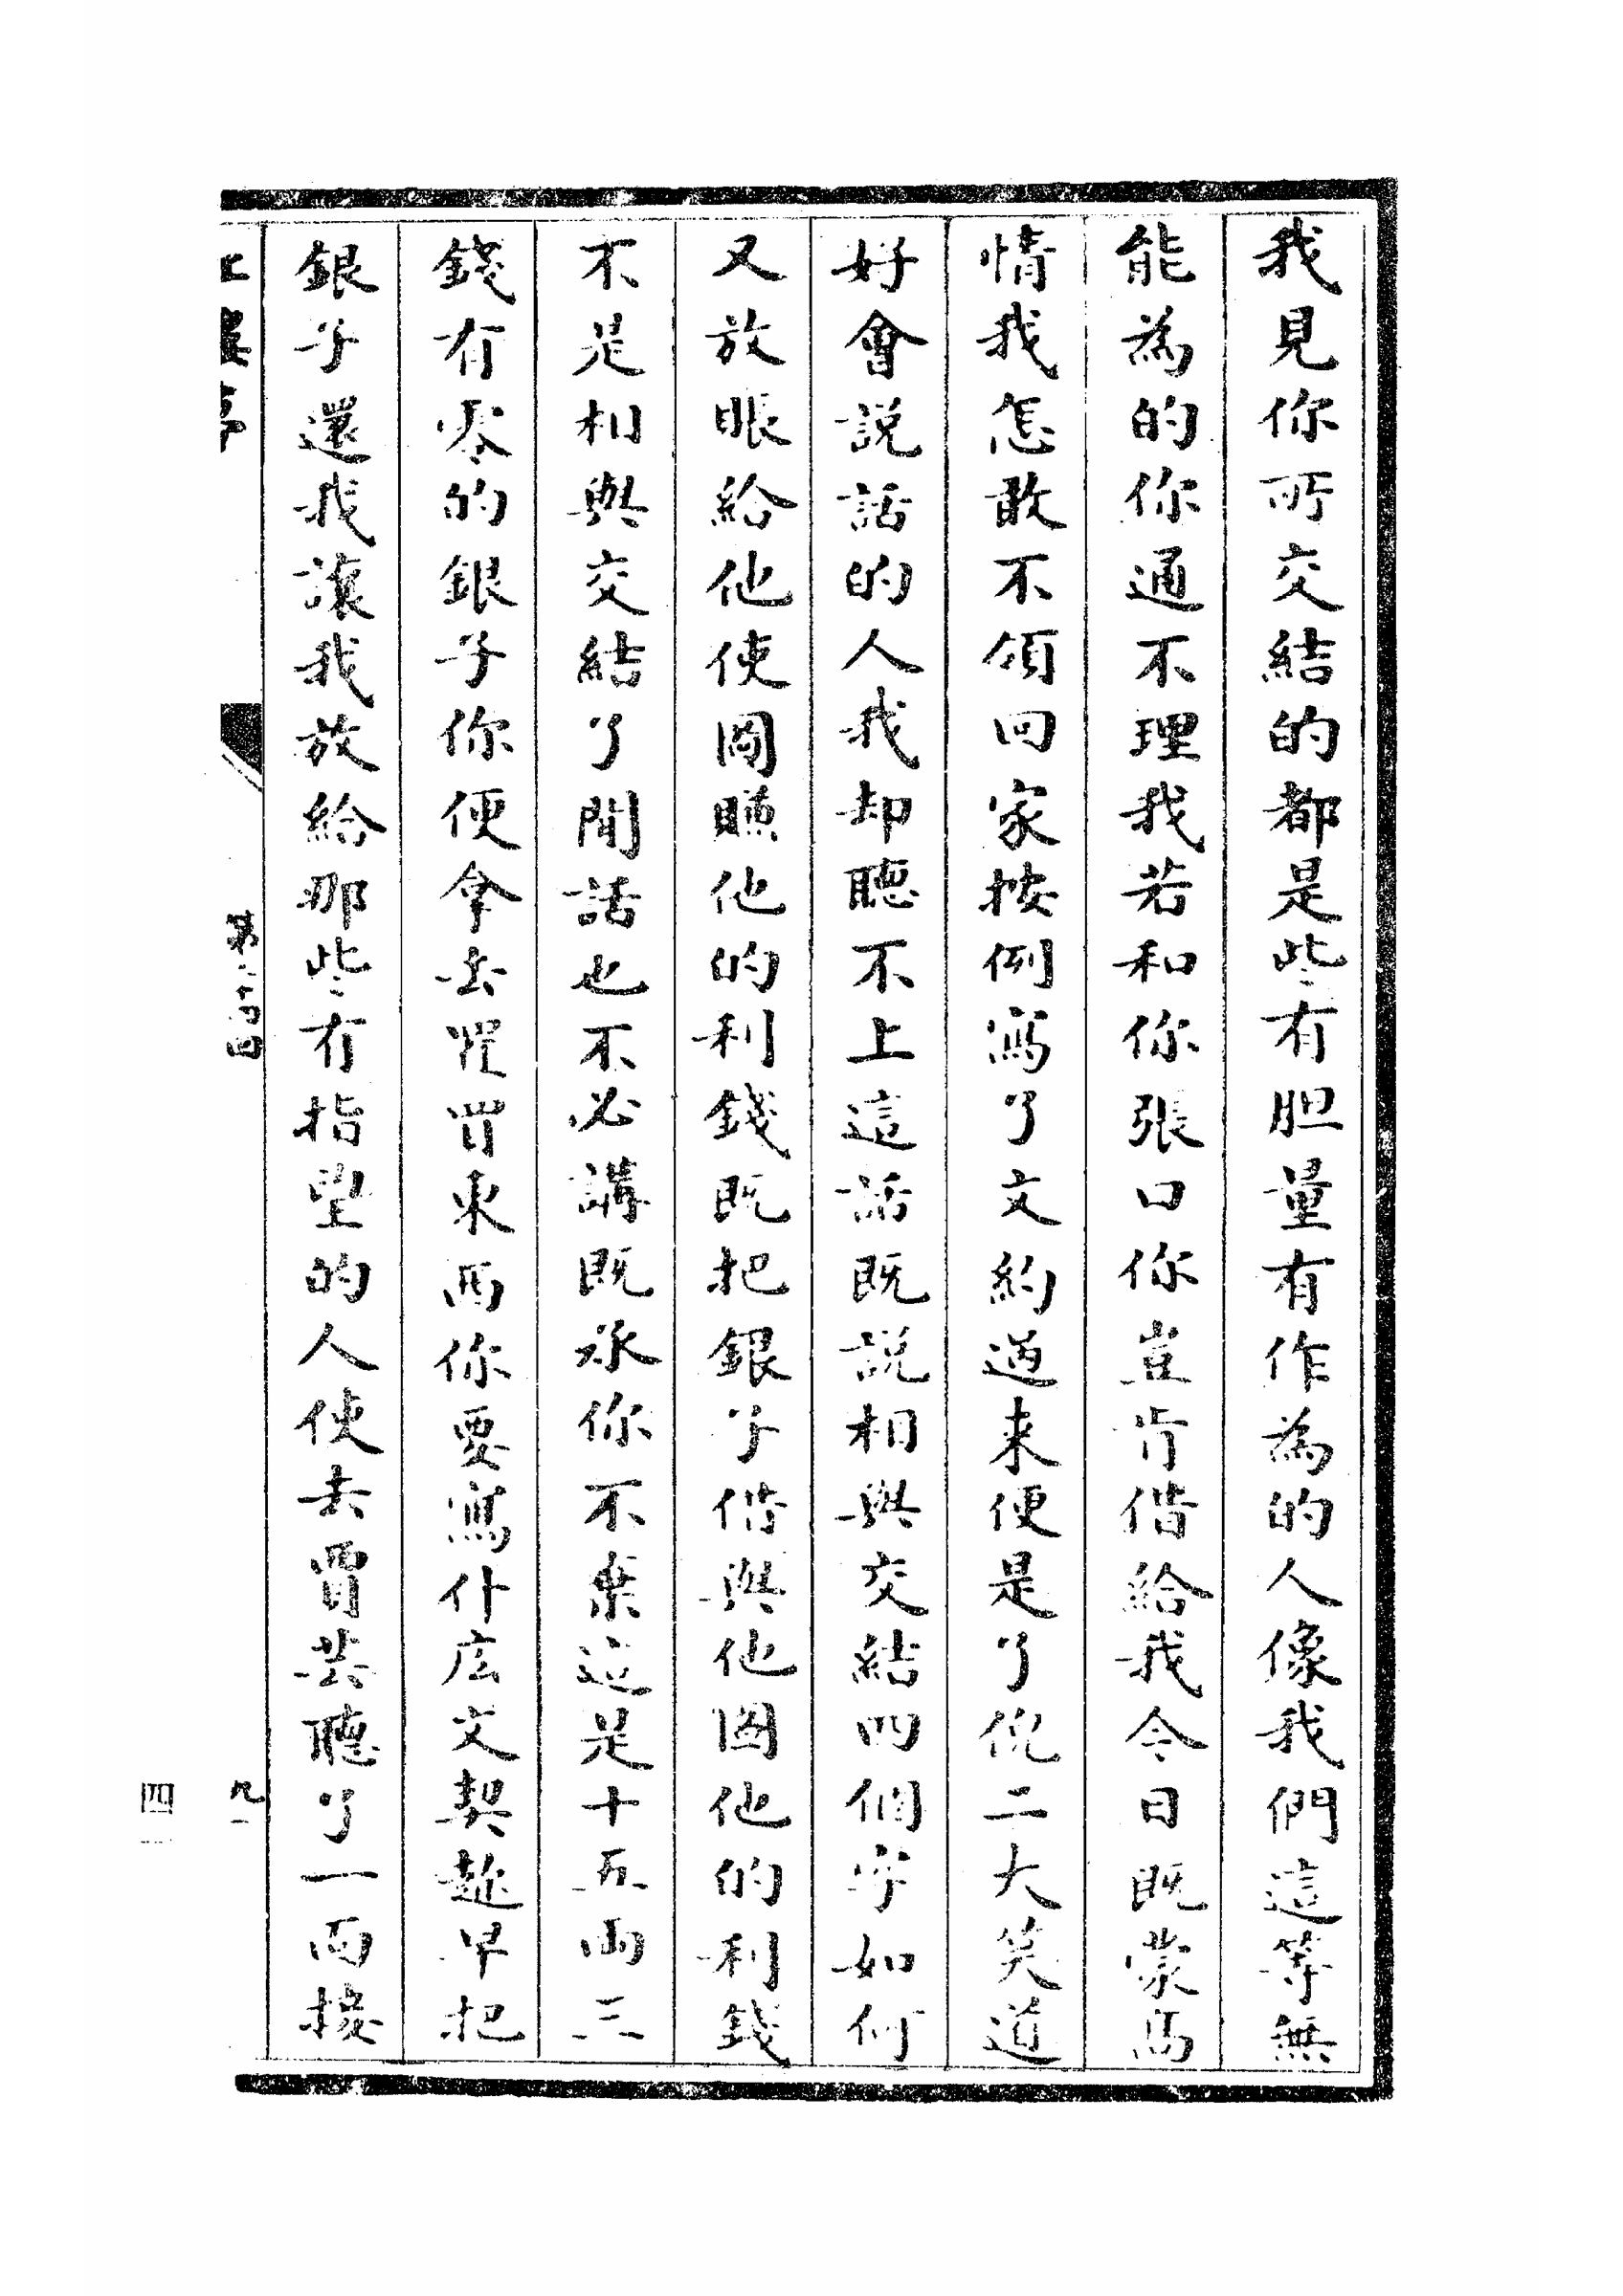 我見你所交結的都是些有胆量有作為的人像我們這等無
能為的你通不理我若和你張口你豈肯借給我今日既蒙高
情我怎敢不領回家按例寫了文約過来便是了倪二大笑道
好會説話的人我却聽不上這話既説相與交結四個字如何
又放賬給他使圖賺他的利錢既把銀子借與他圖他的利錢
不是相與交結了閒話也不必講既承你不棄這是十五両三
錢有零的銀子你便拿去置買東西你要寫什庅文契趂早把
銀子還我讓我放給那些有指望的人使去賈芸聽了一面接
第二十四回
四一